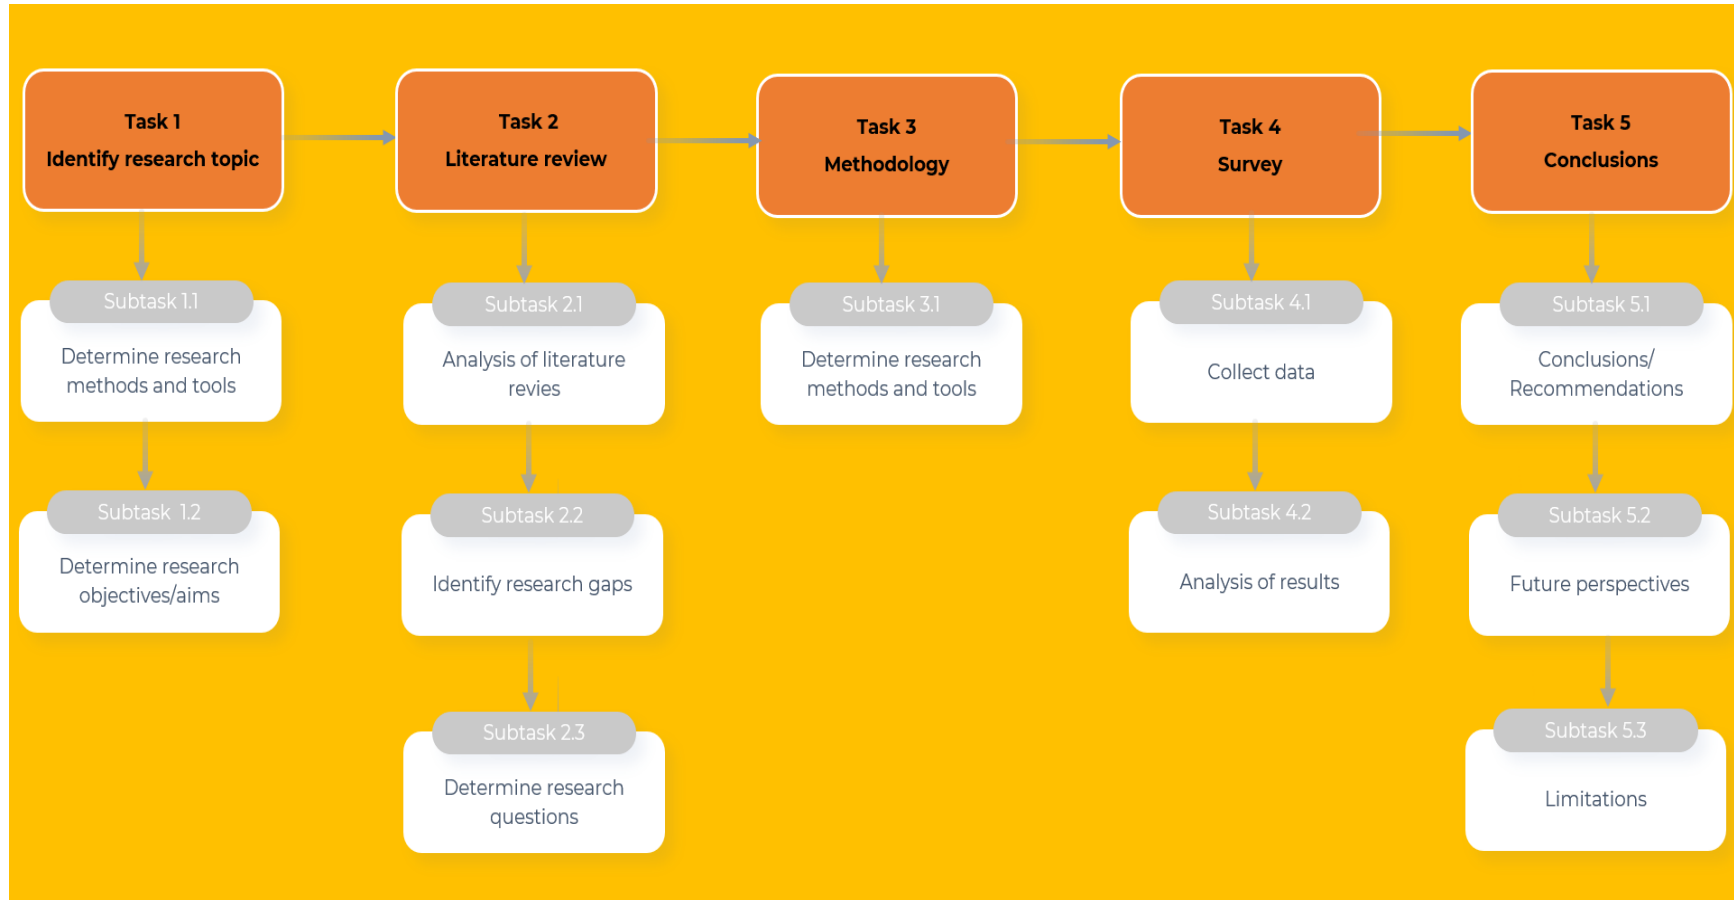 Task 1
Identify research topic
Task 2
Literature review
Task 3
Methodology
Task 4
Survey
Task 5
Conclusions
Subtask 1.1
Determine research
methods and tools
Subtask 1.2
Determine research
objectives/aims
Subtask 2.1
Analysis of literature
revies
Subtask 2.2
Identify research gaps
Subtask 2.3
Determine research
questions
Subtask 3.1
Determine research
methods and tools
Subtask 4.1
Collect data
Subtask 4.2
Analysis of results
Subtask 5.1
Conclusions/
Recommendations
Subtask 5.2
Future perspectives
Subtask 5.3
Limitations